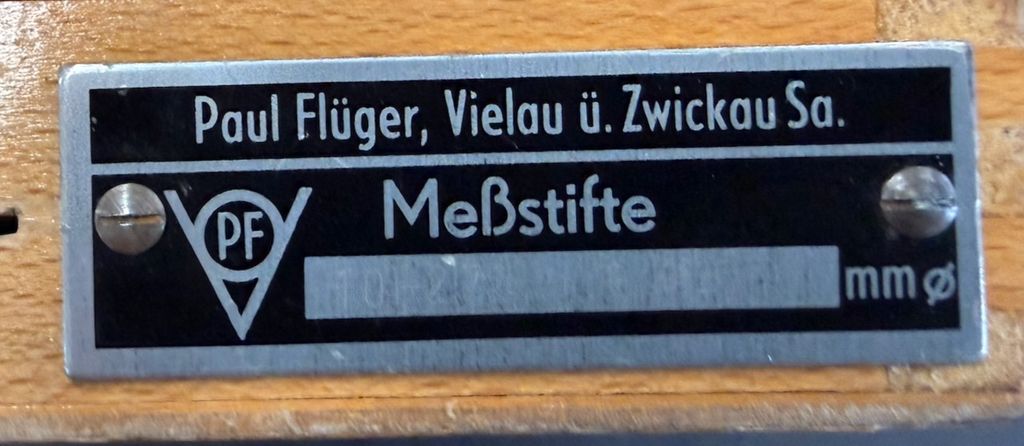 Paul Flüger, Vielau ü. Zwickau Sa.
PF
Meßstifte
mm ø